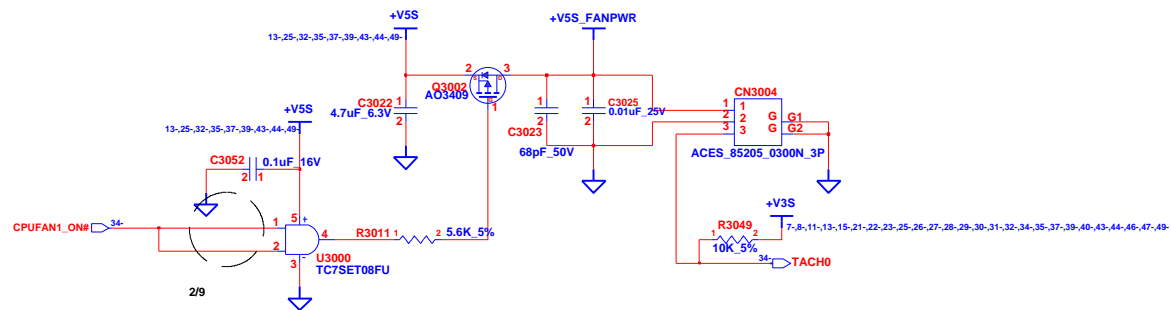 +V5S
+V5S_FANPWR
13-,25-,32-,35-,37-,39-,43-,44-,49-
2
3
Q3002
S
D
AO3409
1
C3022
1
2
4.7uF_6.3V
1
2
C3023
68pF_50V
1
2
C3025
0.01uF_25V
CN3004
1
2
3
1
2
3
G
G
G1
G2
ACES_85205_0300N_3P
+V5S
13-,25-,32-,35-,37-,39-,43-,44-,49-
C3052
0.1uF_16V
2
1
CPUFAN1_ON#
34-
1
2
5
+
4
3
-
U3000
TC7SET08FU
R3011
1
2
5.6K_5%
+V3S
R3049
1
2
10K_5%
7-,8-,11-,13-,15-,21-,22-,23-,25-,26-,27-,28-,29-,30-,31-,32-,34-,35-,37-,39-,40-,43-,44-,46-,47-,49-
34-
TACH0
2/9